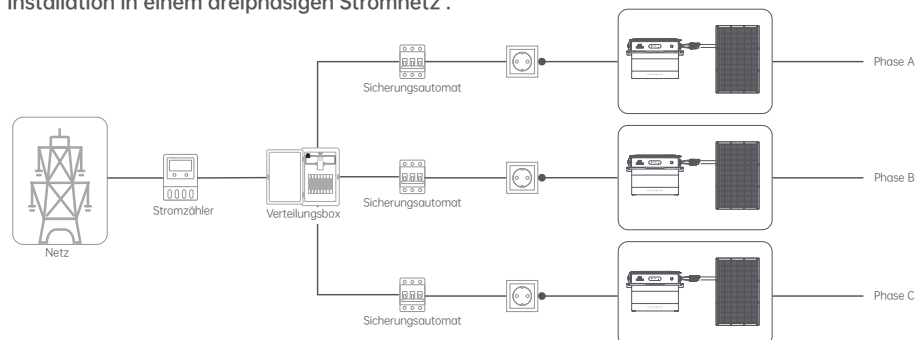 Installation in einem dreiphasigen Stromnetz .
Sicherungsautomat
Phase A
Netz
Stromzähler
Verteilungsbox
Sicherungsautomat
Phase B
Sicherungsautomat
Phase C